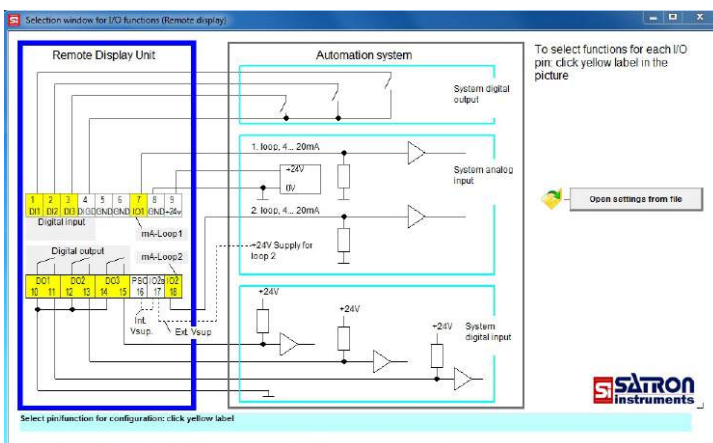 Selection window for I/O functions (Remote display)
Remote Display Unit
Automation system
To select functions for each I/O
pin: click yellow label in the
picture
System digital
output
1. loop, 4... 20mA
+24V
0V
System analog
input
Open settings from file
1 2 3 4 5 6 7 8 9
DI1 DI2 DI3 DIGD GND GND IO1 GND +24v
Digital input
mA-Loop1
2. loop, 4... 20mA
+24V Supply for
loop 2
Digital output
mA-Loop2
DO1 DO2 DO3 PSO IO2s IO2
10 11 12 13 14 15 16 17 18
Int.
Vsup.
Ext. Vsup
+24V
+24V
+24V
System
digital input
SATRON
instruments
Select pin/function for configuration: click yellow label